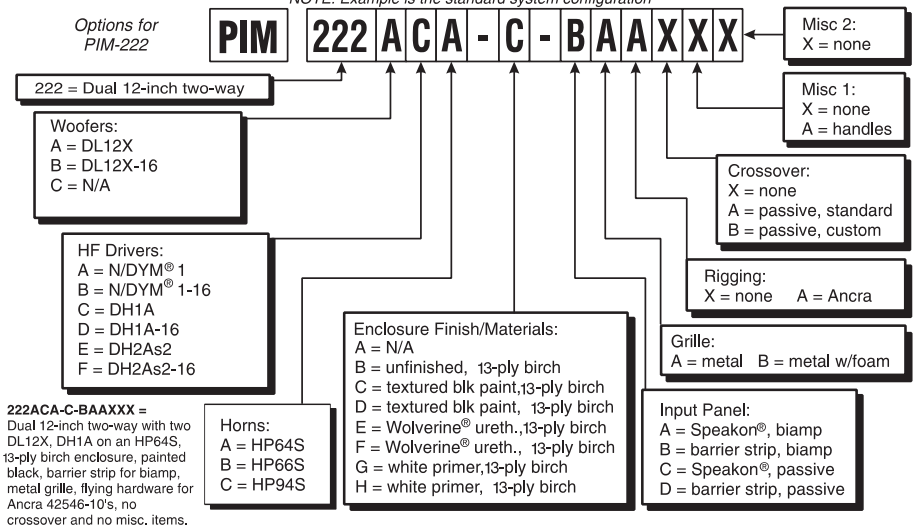 NOTE: Example is the standard system configuration
Options for
PIM-222
PIM 222 A C A - C - B A A X X X
Misc 2:
X = none
222 = Dual 12-inch two-way
Misc 1:
X = none
A = handles
Woofers:
A = DL12X
B = DL12X-16
C = N/A
Crossover:
X = none
A = passive, standard
B = passive, custom
HF Drivers:
A = N/DYM® 1
B = N/DYM® 1-16
C = DH1A
D = DH1A-16
E = DH2As2
F = DH2As2-16
Rigging:
X = none A = Ancra
Enclosure Finish/Materials:
A = N/A
B = unfinished, 13-ply birch
C = textured blk paint,13-ply birch
D = textured blk paint, 13-ply birch
E = Wolverine® ureth.,13-ply birch
F = Wolverine® ureth., 13-ply birch
G = white primer,13-ply birch
H = white primer, 13-ply birch
Grille:
A = metal B = metal w/foam
222ACA-C-BAAXXX =
Dual 12-inch two-way with two
DL12X, DH1A on an HP64S,
13-ply birch enclosure, painted
black, barrier strip for biamp,
metal grille, flying hardware for
Ancra 42546-10's, no
crossover and no misc. items.
Horns:
A = HP64S
B = HP66S
C = HP94S
Input Panel:
A = Speakon®, biamp
B = barrier strip, biamp
C = Speakon®, passive
D = barrier strip, passive